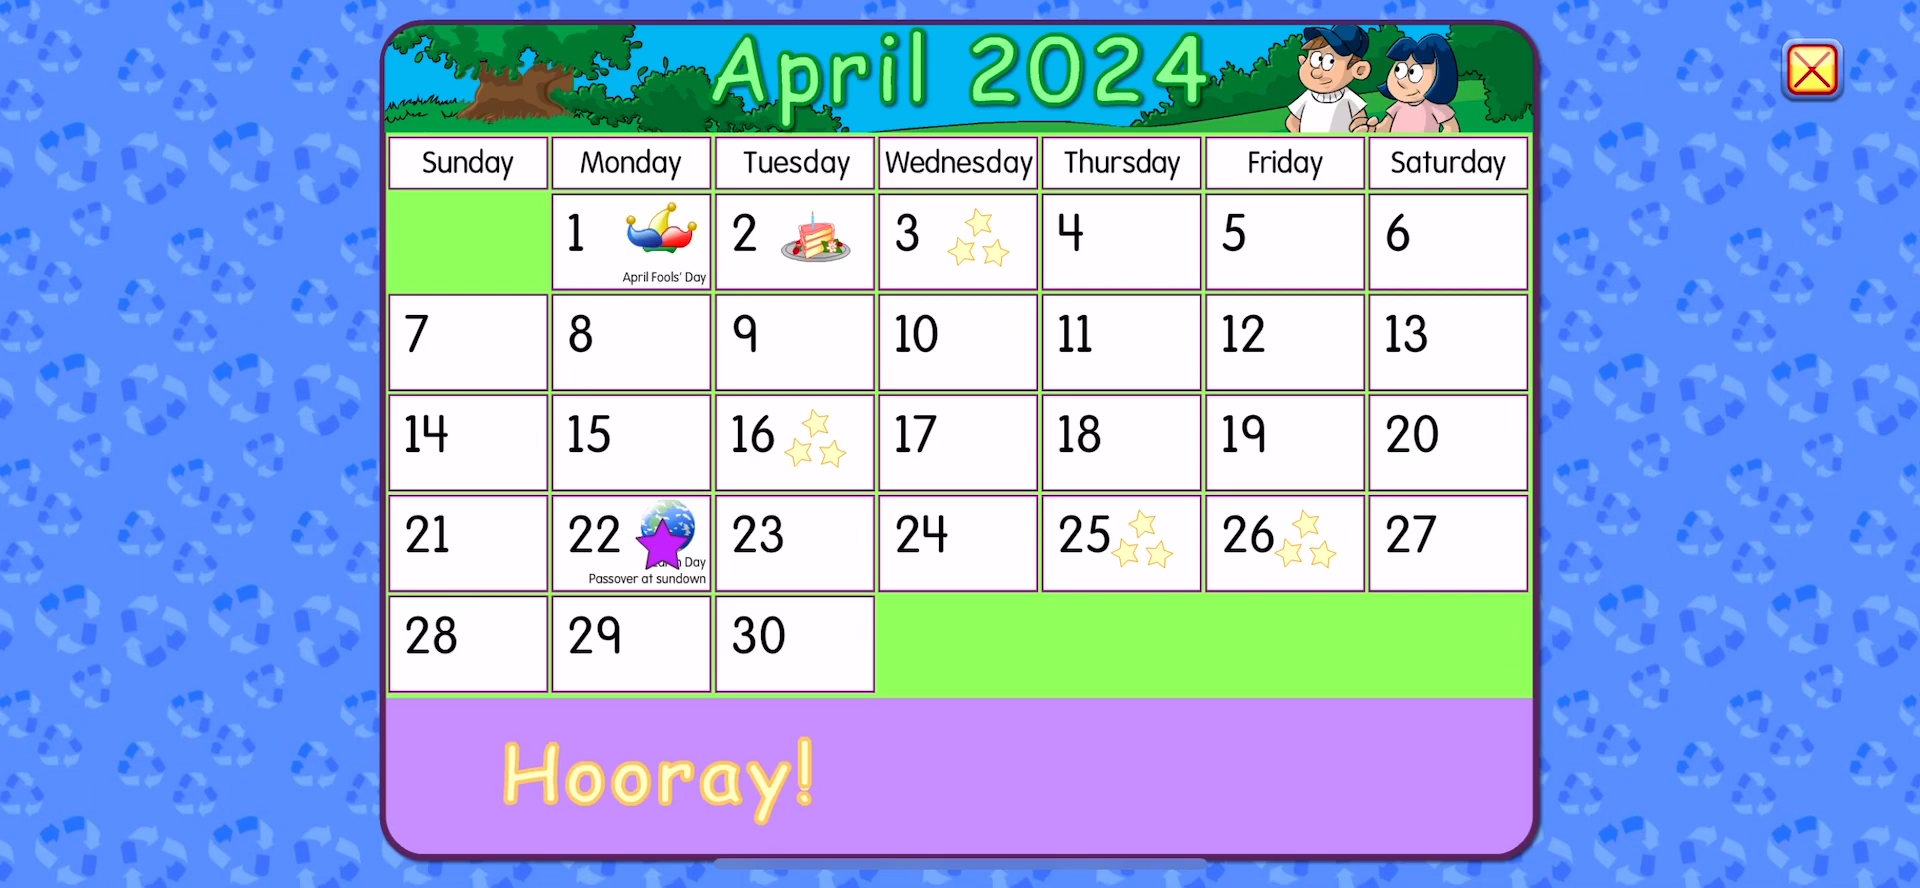 April 2024
Sunday Monday Tuesday Wednesday Thursday Friday Saturday
1 2 3 4 5 6
April Fools' Day
7 8 9 10 11 12 13
14 15 16 17 18 19 20
21 22 23 24 25 26 27
Day
Passover at sundown
28 29 30
Hooray!